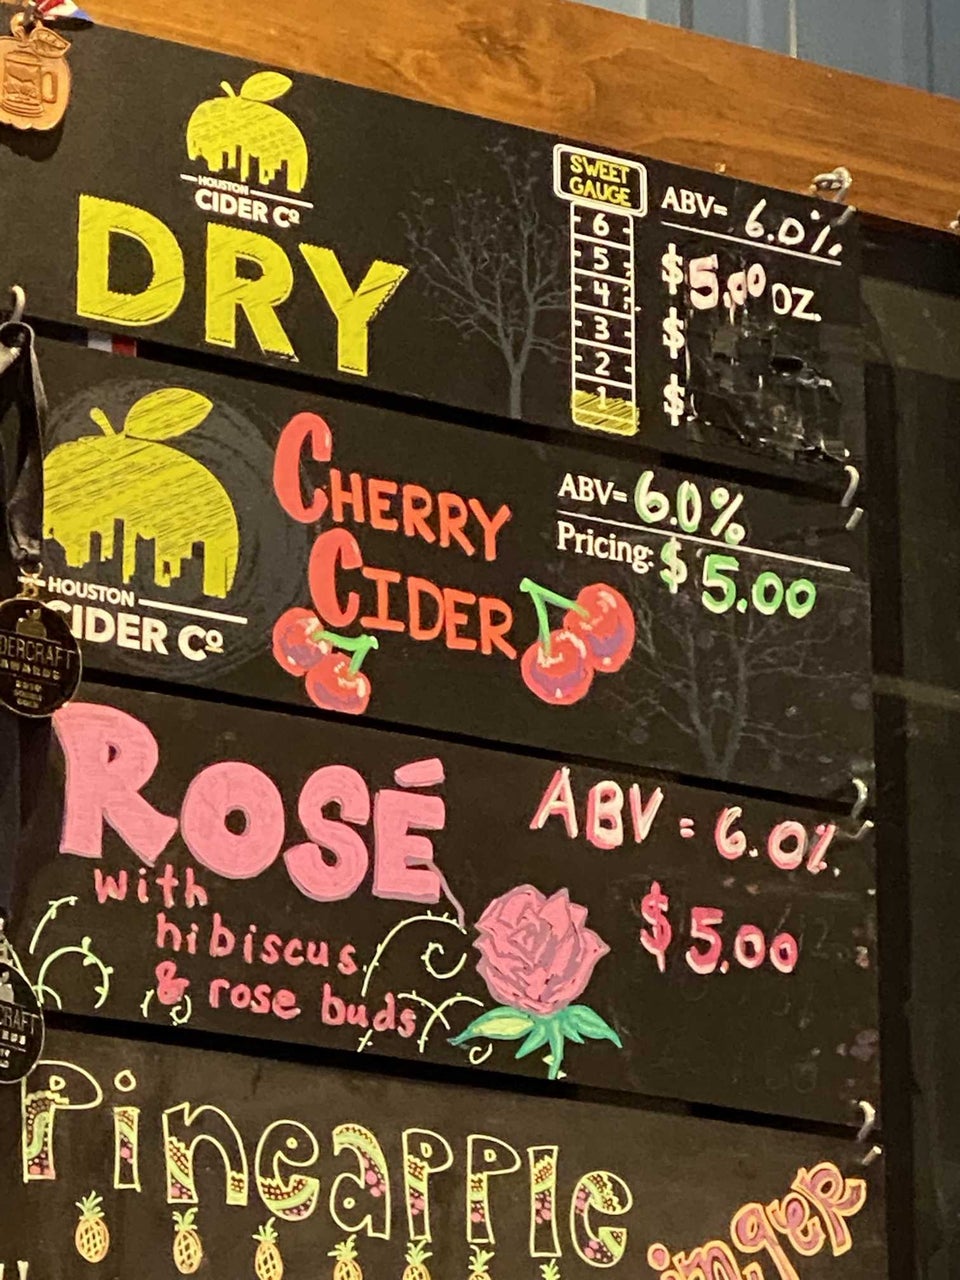 HOUSTON
CIDER Cº
DRY
SWEET
GAUGE
6
5
4
3
2
1
ABV= 6.0%
$5.00 OZ.
$
$
HOUSTON
CIDER Cº
CHERRY
CIDER
ABV= 6.0%
Pricing: $5.00
ROSÉ
with
hibiscus
& rose buds
ABV = 6.0%
$5.00
Pineapple